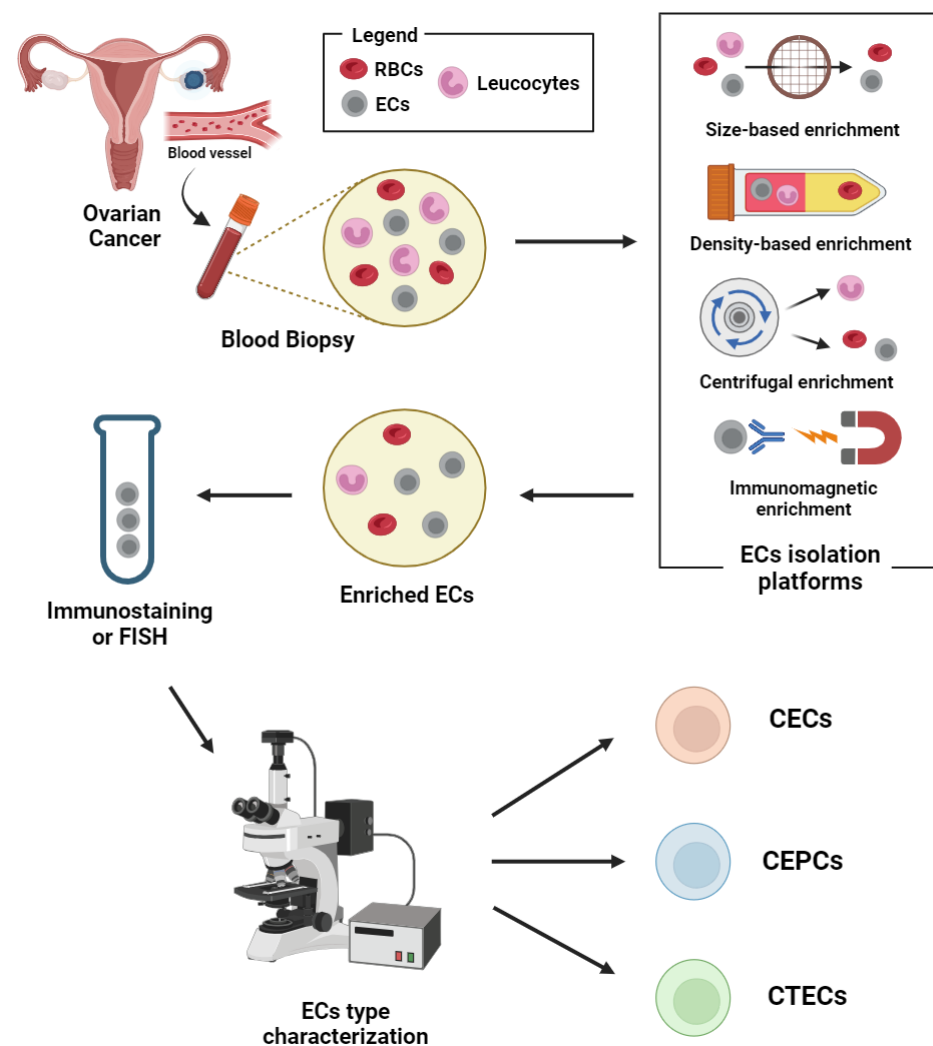 Legend
RBCs
ECs
Leucocytes
Blood vessel
Ovarian
Cancer
Blood Biopsy
Size-based enrichment
Density-based enrichment
Centrifugal enrichment
Immunomagnetic
enrichment
ECs isolation
platforms
Enriched ECs
Immunostaining
or FISH
ECs type
characterization
CECs
CEPCs
CTECs